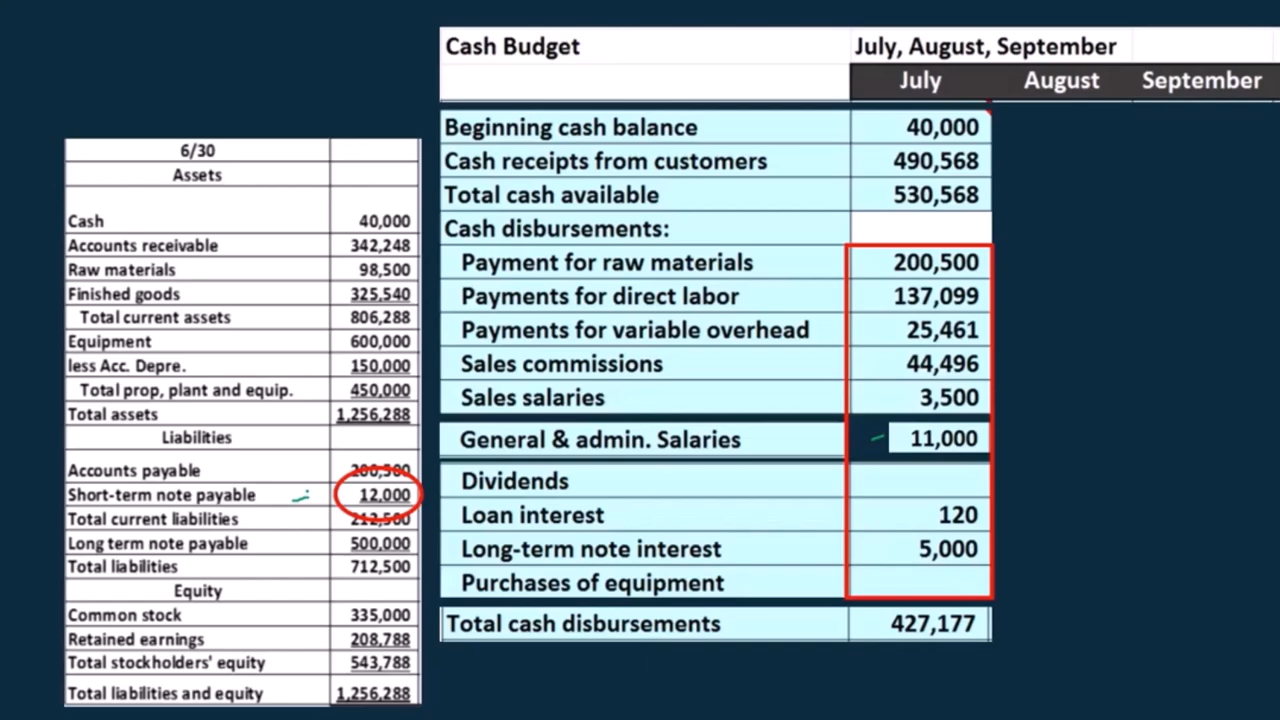 Cash Budget July, August, September
July August September
Beginning cash balance 40,000
Cash receipts from customers 490,568
Total cash available 530,568
Cash disbursements:
Payment for raw materials 200,500
Payments for direct labor 137,099
Payments for variable overhead 25,461
Sales commissions 44,496
Sales salaries 3,500
General & admin. Salaries 11,000
Dividends
Loan interest 120
Long-term note interest 5,000
Purchases of equipment
Total cash disbursements 427,177
6/30
Assets
Cash 40,000
Accounts receivable 342,248
Raw materials 98,500
Finished goods 325,540
Total current assets 806,288
Equipment 600,000
less Acc. Depre. 150,000
Total prop, plant and equip. 450,000
Total assets 1,256,288
Liabilities
Accounts payable 200,500
Short-term note payable 12,000
Total current liabilities 212,500
Long term note payable 500,000
Total liabilities 712,500
Equity
Common stock 335,000
Retained earnings 208,788
Total stockholders' equity 543,788
Total liabilities and equity 1,256,288